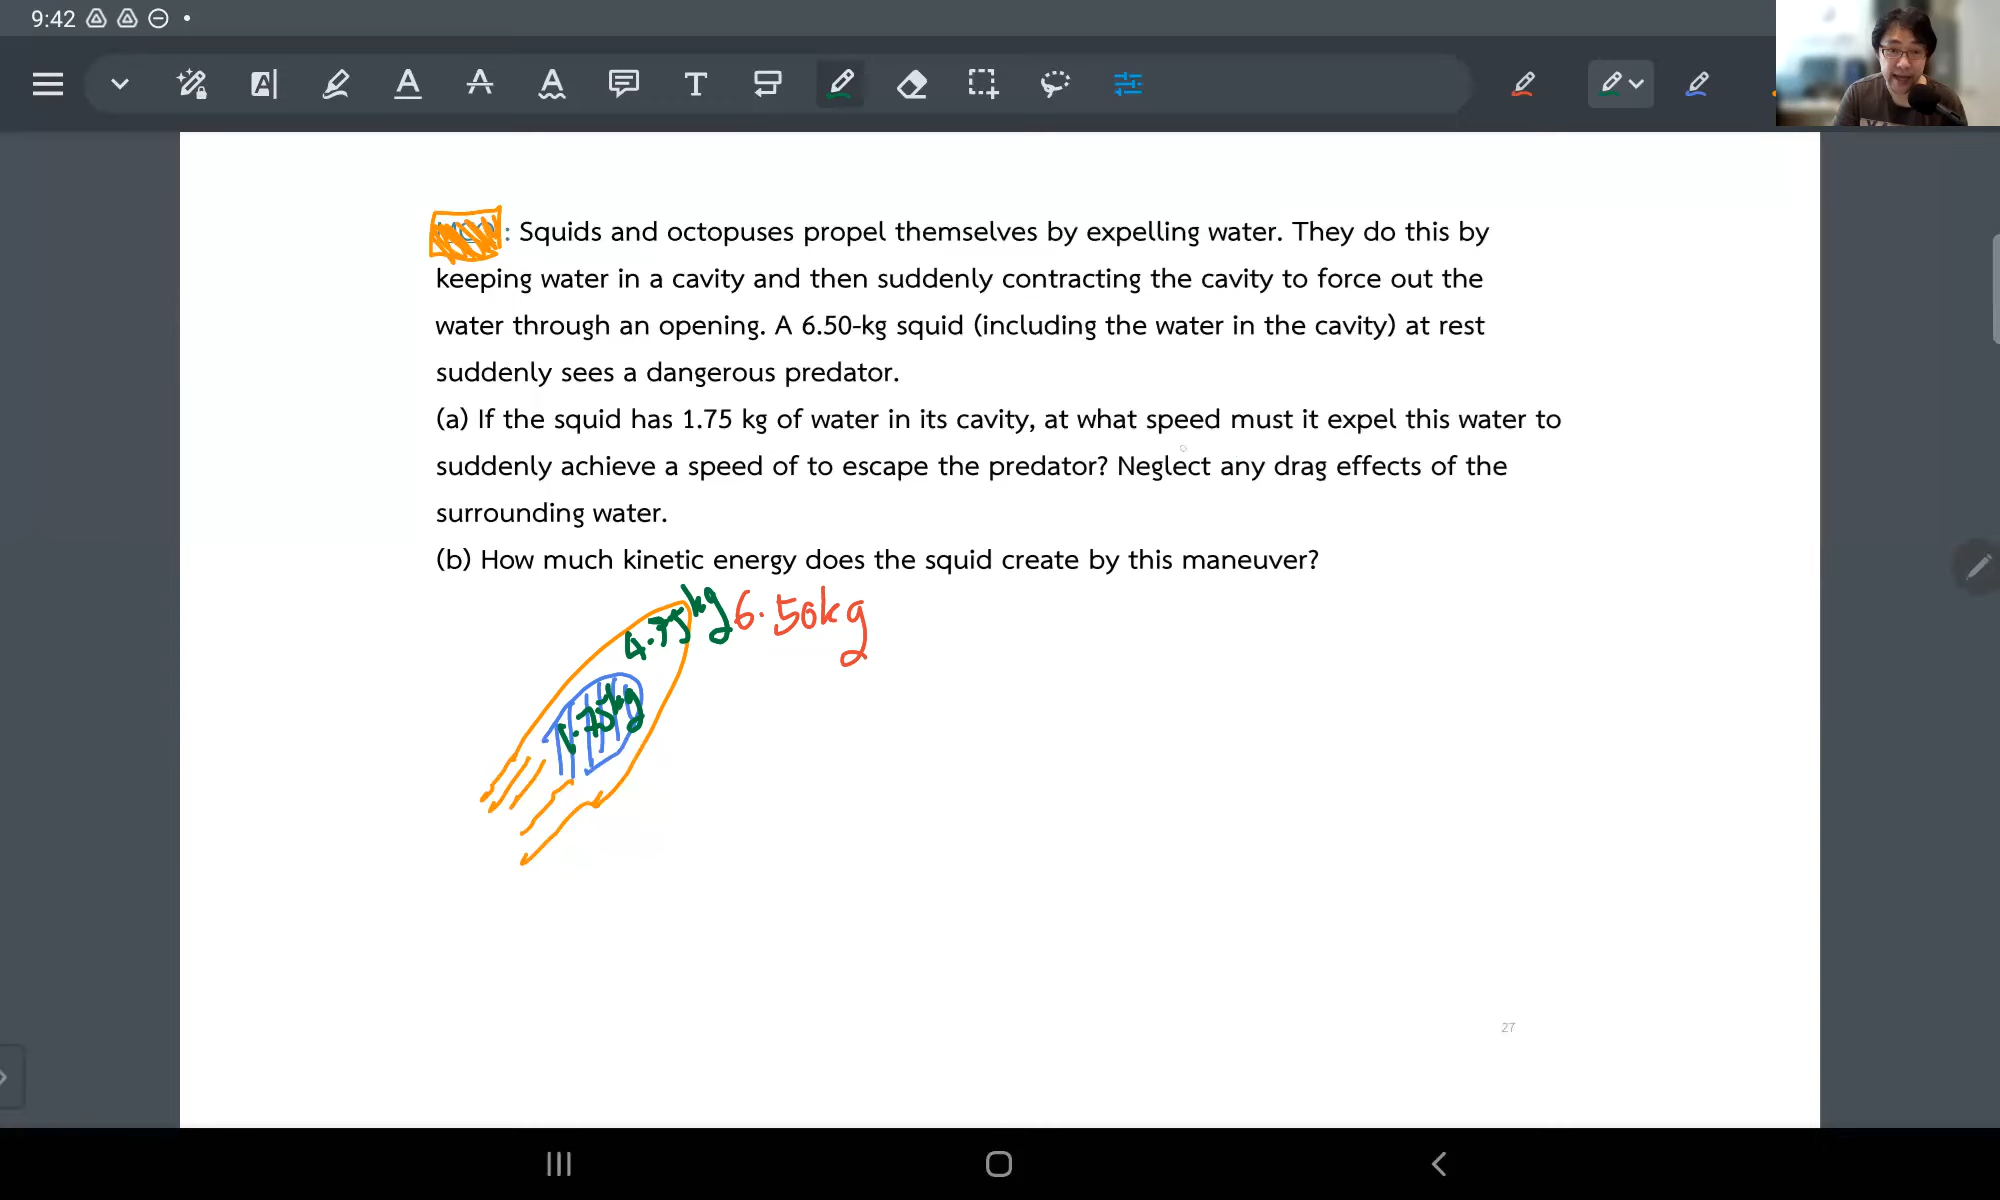 9:42
: Squids and octopuses propel themselves by expelling water. They do this by
keeping water in a cavity and then suddenly contracting the cavity to force out the
water through an opening. A 6.50-kg squid (including the water in the cavity) at rest
suddenly sees a dangerous predator.
(a) If the squid has 1.75 kg of water in its cavity, at what speed must it expel this water to
suddenly achieve a speed of to escape the predator? Neglect any drag effects of the
surrounding water.
(b) How much kinetic energy does the squid create by this maneuver?
4.75kg 6.50kg
1.75kg
27